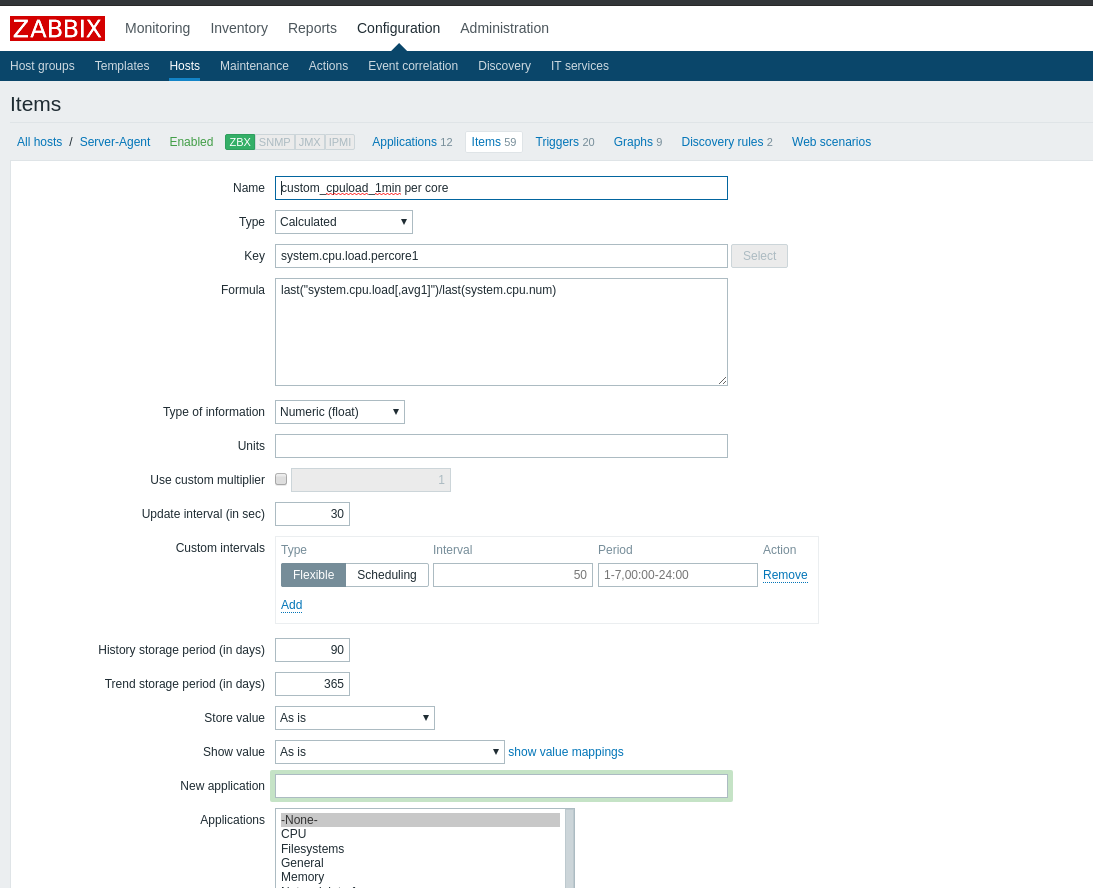 ZABBIX Monitoring Inventory Reports Configuration Administration
Host groups Templates Hosts Maintenance Actions Event correlation Discovery IT services
Items
All hosts / Server-Agent Enabled ZBX SNMP JMX IPMI Applications 12 Items 59 Triggers 20 Graphs 9 Discovery rules 2 Web scenarios
Name custom_cpuload_1min per core
Type Calculated
Key system.cpu.load.percore1 Select
Formula last("system.cpu.load[,avg1]")/last(system.cpu.num)
Type of information Numeric (float)
Units
Use custom multiplier 1
Update interval (in sec) 30
Custom intervals Type Interval Period Action
Flexible Scheduling 50 1-7,00:00-24:00 Remove
Add
History storage period (in days) 90
Trend storage period (in days) 365
Store value As is
Show value As is show value mappings
New application
Applications -None-
CPU
Filesystems
General
Memory